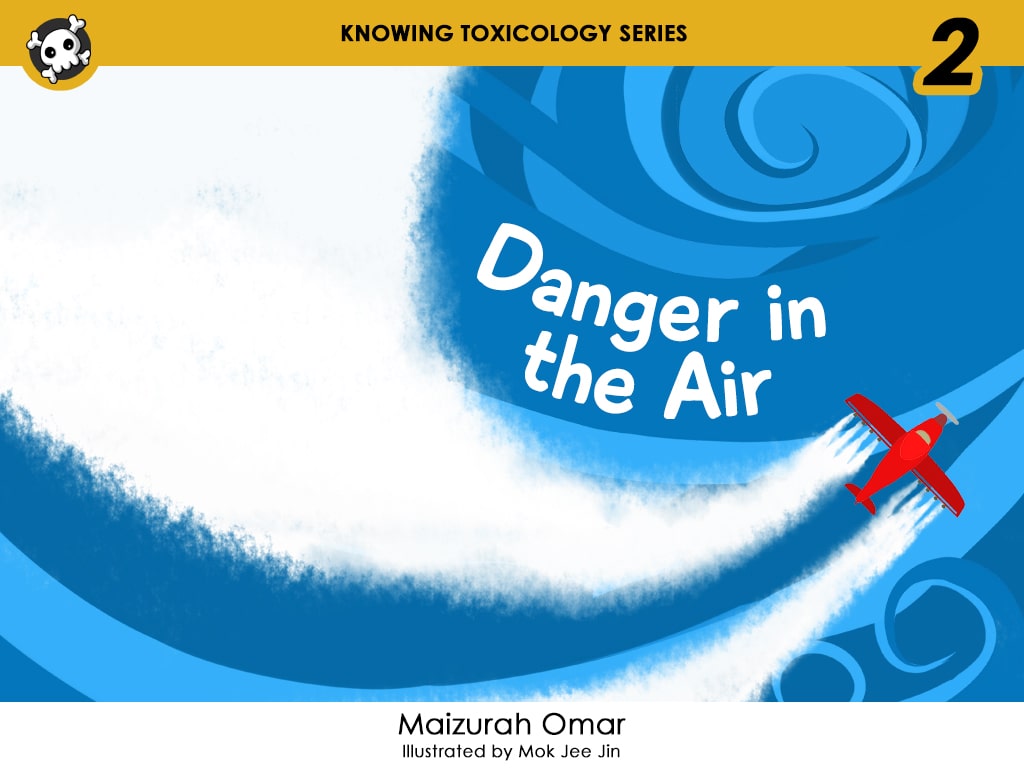 KNOWING TOXICOLOGY SERIES
2
Danger in
the Air
Maizurah Omar
Illustrated by Mok Jee Jin